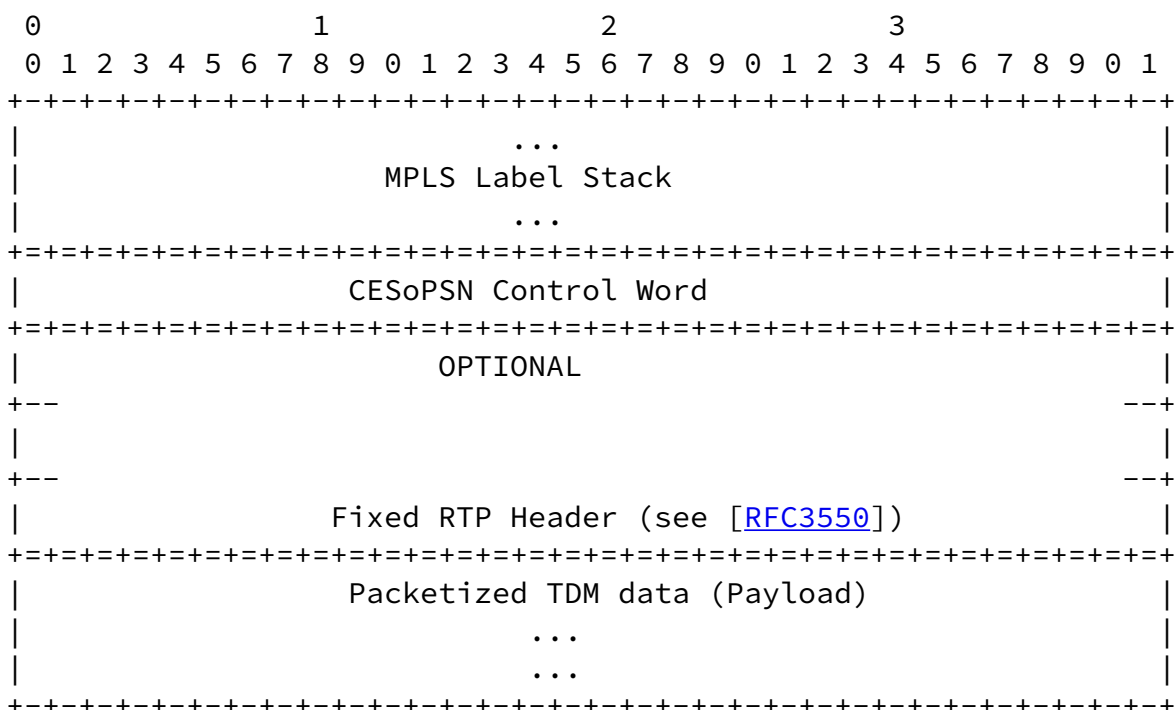 0                   1                   2                   3
 0 1 2 3 4 5 6 7 8 9 0 1 2 3 4 5 6 7 8 9 0 1 2 3 4 5 6 7 8 9 0 1
+-+-+-+-+-+-+-+-+-+-+-+-+-+-+-+-+-+-+-+-+-+-+-+-+-+-+-+-+-+-+-+-+
|                           ...                                 |
|                    MPLS Label Stack                           |
|                           ...                                 |
+=+=+=+=+=+=+=+=+=+=+=+=+=+=+=+=+=+=+=+=+=+=+=+=+=+=+=+=+=+=+=+=+
|                  CESoPSN Control Word                         |
+=+=+=+=+=+=+=+=+=+=+=+=+=+=+=+=+=+=+=+=+=+=+=+=+=+=+=+=+=+=+=+=+
|                       OPTIONAL                                |
+--                                                           --+
|                                                               |
+--                                                           --+
|                 Fixed RTP Header (see [RFC3550])              |
+=+=+=+=+=+=+=+=+=+=+=+=+=+=+=+=+=+=+=+=+=+=+=+=+=+=+=+=+=+=+=+=+
|                  Packetized TDM data (Payload)                |
|                            ...                                |
|                            ...                                |
+-+-+-+-+-+-+-+-+-+-+-+-+-+-+-+-+-+-+-+-+-+-+-+-+-+-+-+-+-+-+-+-+